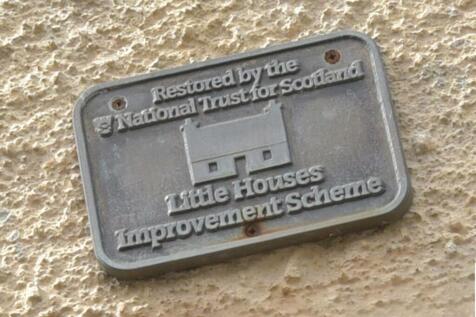 Restored by the
National Trust for Scotland
Little Houses
Improvement Scheme